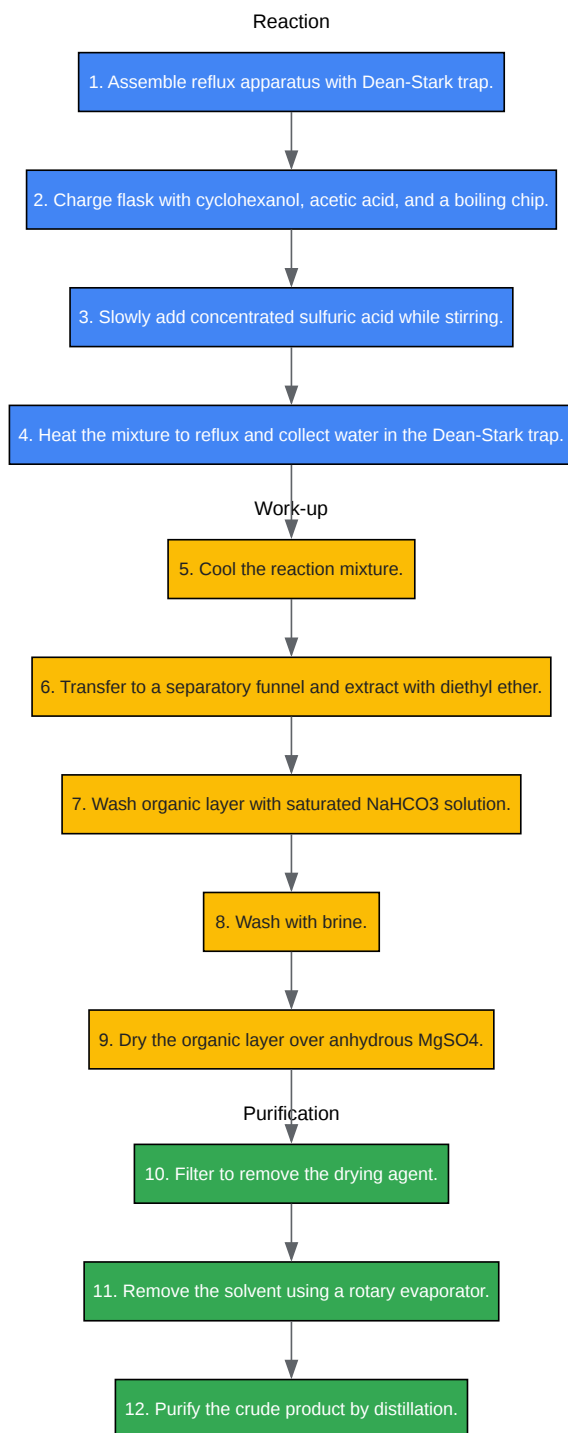 Reaction
1. Assemble reflux apparatus with Dean-Stark trap.
2. Charge flask with cyclohexanol, acetic acid, and a boiling chip.
3. Slowly add concentrated sulfuric acid while stirring.
4. Heat the mixture to reflux and collect water in the Dean-Stark trap.
Work-up
5. Cool the reaction mixture.
6. Transfer to a separatory funnel and extract with diethyl ether.
7. Wash organic layer with saturated NaHCO3 solution.
8. Wash with brine.
9. Dry the organic layer over anhydrous MgSO4.
Purification
10. Filter to remove the drying agent.
11. Remove the solvent using a rotary evaporator.
12. Purify the crude product by distillation.